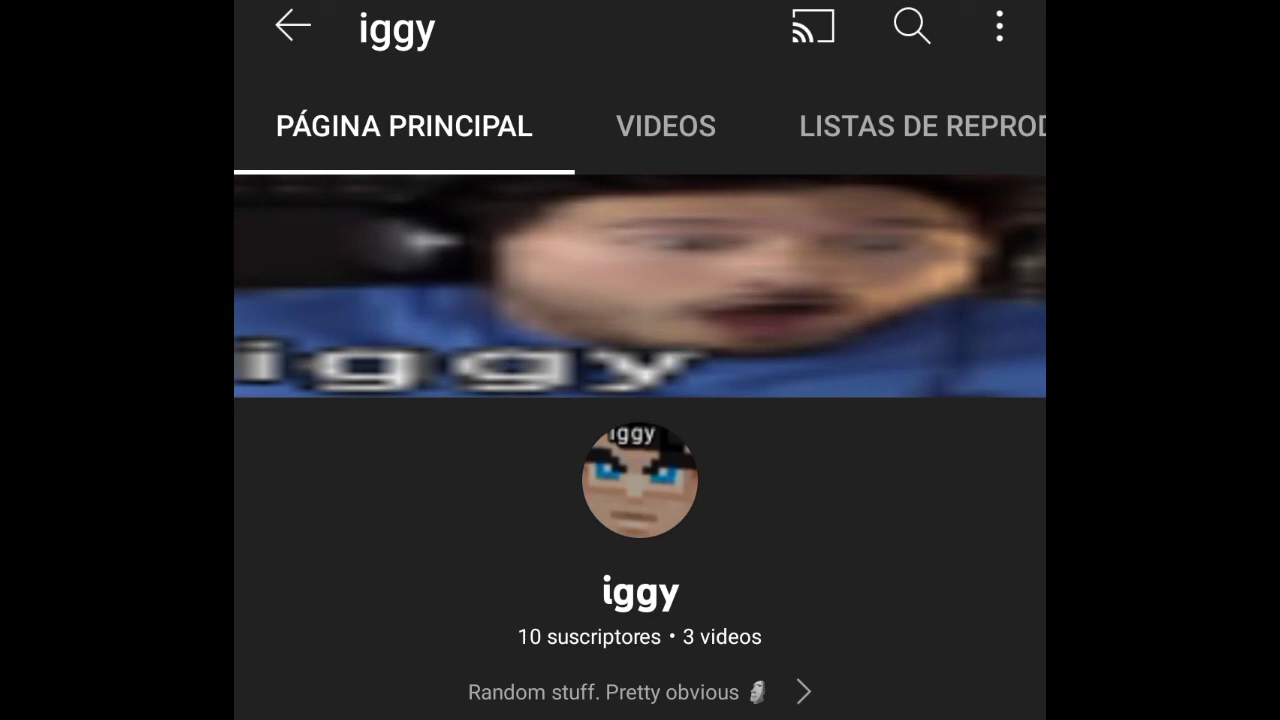 iggy
PÁGINA PRINCIPAL VIDEOS LISTAS DE REPROD
iggy
iggy
iggy
10 suscriptores • 3 videos
Random stuff. Pretty obvious 🗿